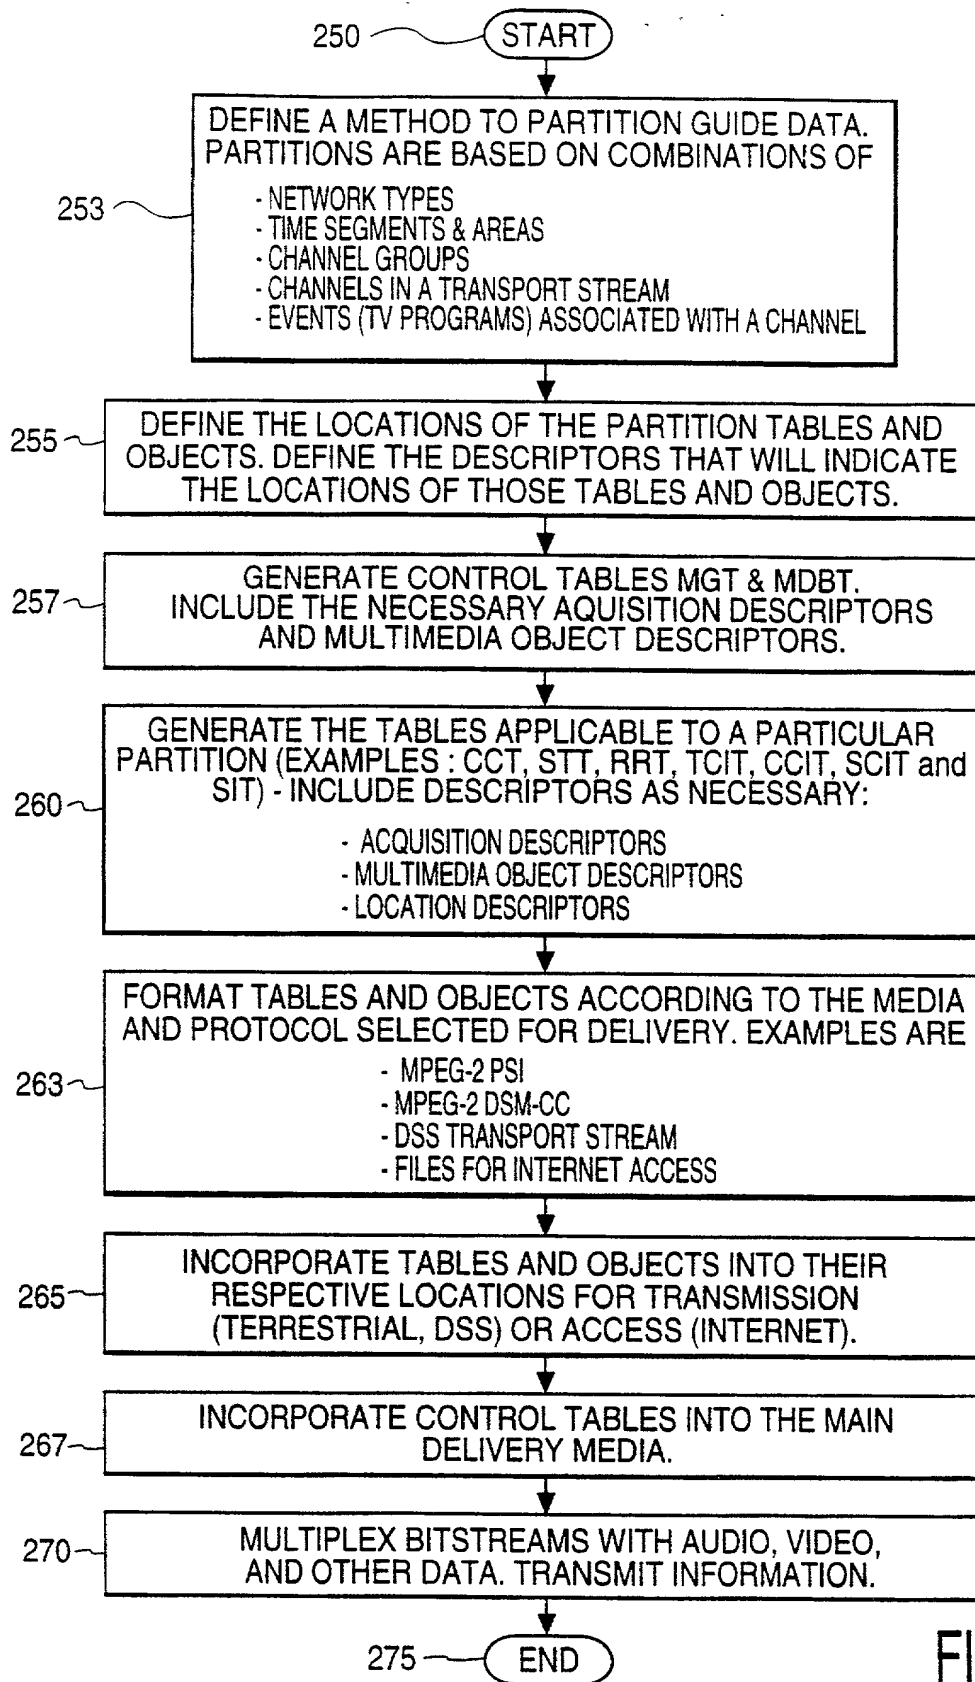 250
START
253
DEFINE A METHOD TO PARTITION GUIDE DATA.
PARTITIONS ARE BASED ON COMBINATIONS OF
- NETWORK TYPES
- TIME SEGMENTS & AREAS
- CHANNEL GROUPS
- CHANNELS IN A TRANSPORT STREAM
- EVENTS (TV PROGRAMS) ASSOCIATED WITH A CHANNEL
255
DEFINE THE LOCATIONS OF THE PARTITION TABLES AND
OBJECTS. DEFINE THE DESCRIPTORS THAT WILL INDICATE
THE LOCATIONS OF THOSE TABLES AND OBJECTS.
257
GENERATE CONTROL TABLES MGT & MDBT.
INCLUDE THE NECESSARY AQUISITION DESCRIPTORS
AND MULTIMEDIA OBJECT DESCRIPTORS.
260
GENERATE THE TABLES APPLICABLE TO A PARTICULAR
PARTITION (EXAMPLES : CCT, STT, RRT, TCIT, CCIT, SCIT and
SIT) - INCLUDE DESCRIPTORS AS NECESSARY:
- ACQUISITION DESCRIPTORS
- MULTIMEDIA OBJECT DESCRIPTORS
- LOCATION DESCRIPTORS
263
FORMAT TABLES AND OBJECTS ACCORDING TO THE MEDIA
AND PROTOCOL SELECTED FOR DELIVERY. EXAMPLES ARE
- MPEG-2 PSI
- MPEG-2 DSM-CC
- DSS TRANSPORT STREAM
- FILES FOR INTERNET ACCESS
265
INCORPORATE TABLES AND OBJECTS INTO THEIR
RESPECTIVE LOCATIONS FOR TRANSMISSION
(TERRESTRIAL, DSS) OR ACCESS (INTERNET).
267
INCORPORATE CONTROL TABLES INTO THE MAIN
DELIVERY MEDIA.
270
MULTIPLEX BITSTREAMS WITH AUDIO, VIDEO,
AND OTHER DATA. TRANSMIT INFORMATION.
275
END